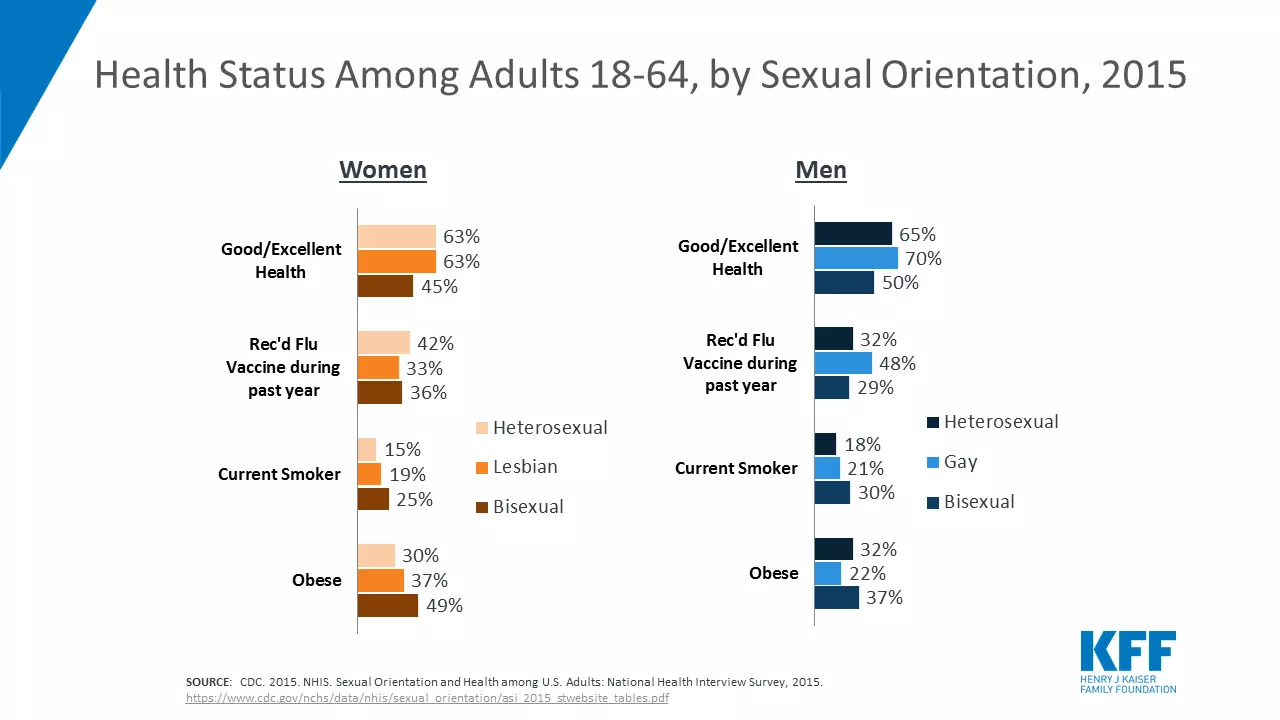 Health Status Among Adults 18-64, by Sexual Orientation, 2015
Women
Good/Excellent
Health
63%
63%
45%
Rec'd Flu
Vaccine during
past year
42%
33%
36%
Current Smoker
15%
19%
25%
Obese
30%
37%
49%
Heterosexual
Lesbian
Bisexual
Men
Good/Excellent
Health
65%
70%
50%
Rec'd Flu
Vaccine during
past year
32%
48%
29%
Current Smoker
18%
21%
30%
Obese
32%
22%
37%
Heterosexual
Gay
Bisexual
SOURCE: CDC. 2015. NHIS. Sexual Orientation and Health among U.S. Adults: National Health Interview Survey, 2015.
https://www.cdc.gov/nchs/data/nhis/sexual_orientation/asi_2015_stwebsite_tables.pdf
KFF
HENRY J KAISER
FAMILY FOUNDATION